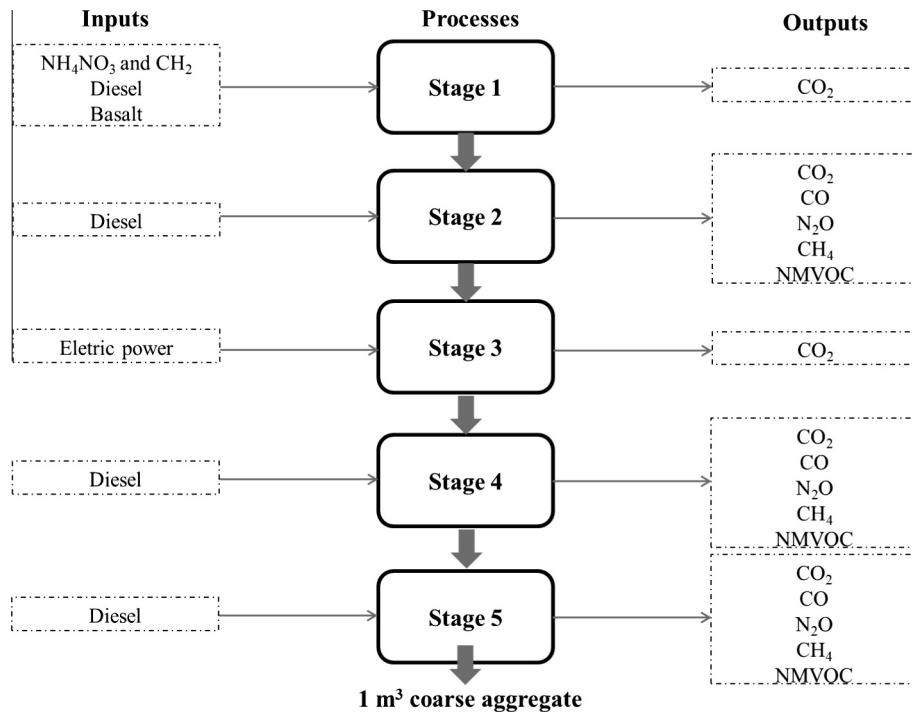 Inputs Processes Outputs
NH₄NO₃ and CH₂
Diesel
Basalt
Stage 1
CO₂
Diesel
Stage 2
CO₂
CO
N₂O
CH₄
NMVOC
Eletric power
Stage 3
CO₂
Diesel
Stage 4
CO₂
CO
N₂O
CH₄
NMVOC
Diesel
Stage 5
CO₂
CO
N₂O
CH₄
NMVOC
1 m³ coarse aggregate